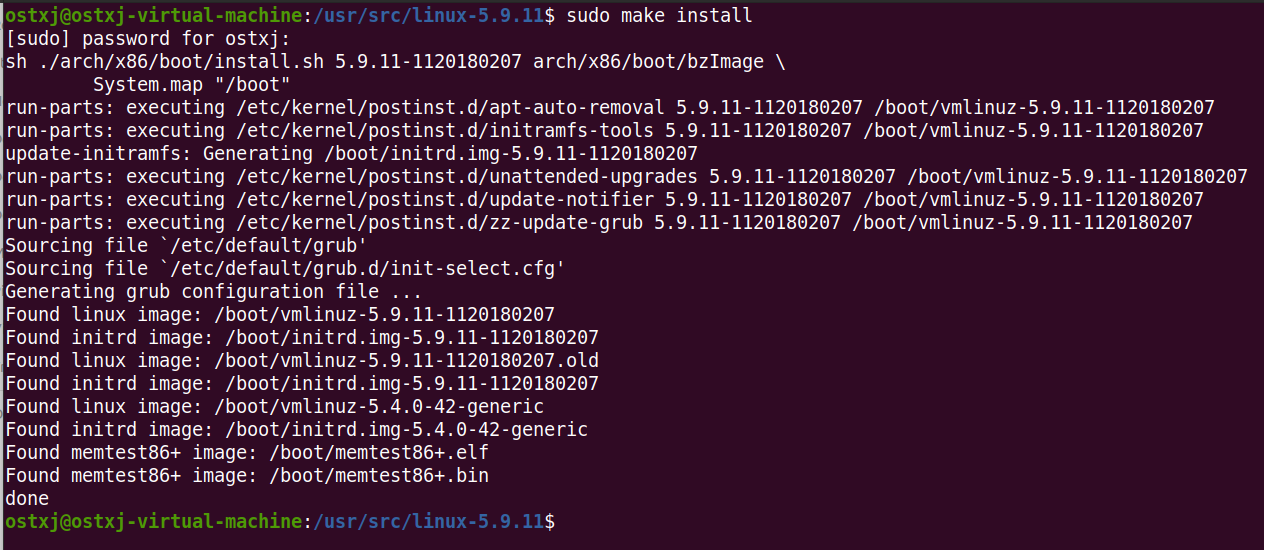 ostxj@ostxj-virtual-machine:/usr/src/linux-5.9.11$ sudo make install
[sudo] password for ostxj:
sh ./arch/x86/boot/install.sh 5.9.11-1120180207 arch/x86/boot/bzImage \
        System.map "/boot"
run-parts: executing /etc/kernel/postinst.d/apt-auto-removal 5.9.11-1120180207 /boot/vmlinuz-5.9.11-1120180207
run-parts: executing /etc/kernel/postinst.d/initramfs-tools 5.9.11-1120180207 /boot/vmlinuz-5.9.11-1120180207
update-initramfs: Generating /boot/initrd.img-5.9.11-1120180207
run-parts: executing /etc/kernel/postinst.d/unattended-upgrades 5.9.11-1120180207 /boot/vmlinuz-5.9.11-1120180207
run-parts: executing /etc/kernel/postinst.d/update-notifier 5.9.11-1120180207 /boot/vmlinuz-5.9.11-1120180207
run-parts: executing /etc/kernel/postinst.d/zz-update-grub 5.9.11-1120180207 /boot/vmlinuz-5.9.11-1120180207
Sourcing file `/etc/default/grub'
Sourcing file `/etc/default/grub.d/init-select.cfg'
Generating grub configuration file ...
Found linux image: /boot/vmlinuz-5.9.11-1120180207
Found initrd image: /boot/initrd.img-5.9.11-1120180207
Found linux image: /boot/vmlinuz-5.9.11-1120180207.old
Found initrd image: /boot/initrd.img-5.9.11-1120180207
Found linux image: /boot/vmlinuz-5.4.0-42-generic
Found initrd image: /boot/initrd.img-5.4.0-42-generic
Found memtest86+ image: /boot/memtest86+.elf
Found memtest86+ image: /boot/memtest86+.bin
done
ostxj@ostxj-virtual-machine:/usr/src/linux-5.9.11$